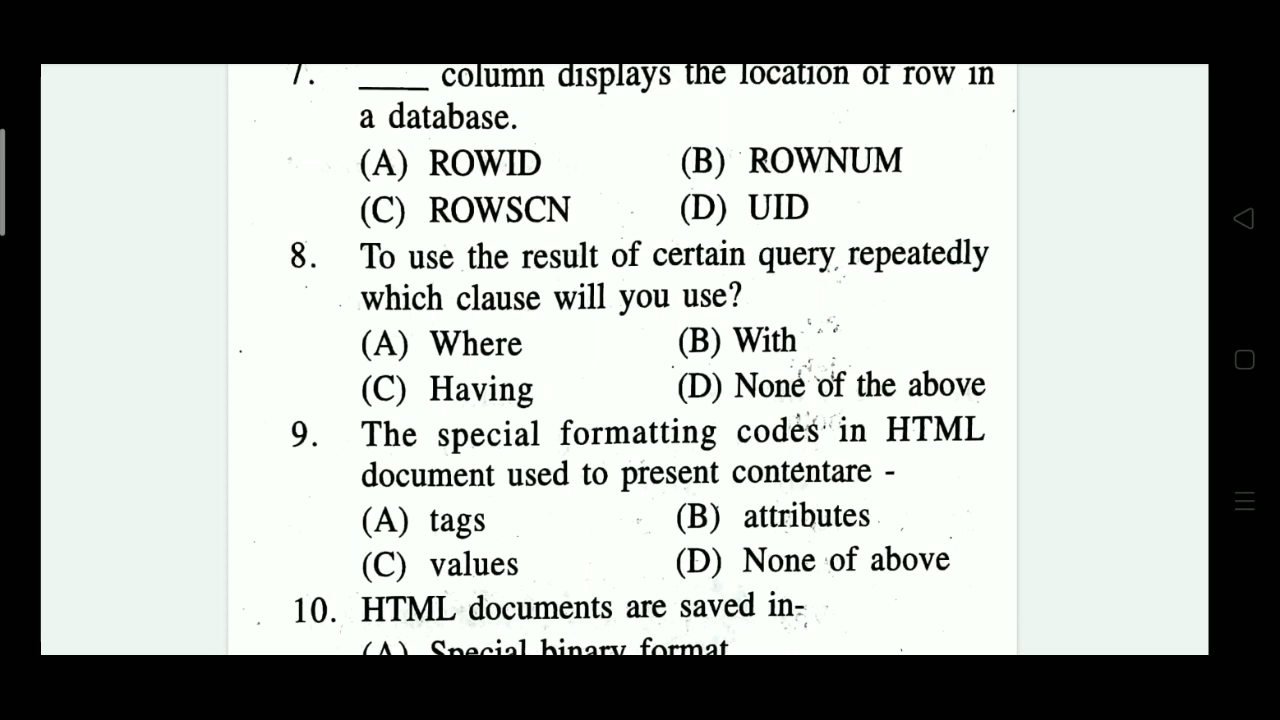 7. ____ column displays the location of row in
a database.
(A) ROWID (B) ROWNUM
(C) ROWSCN (D) UID
8. To use the result of certain query repeatedly
which clause will you use?
(A) Where (B) With
(C) Having (D) None of the above
9. The special formatting codes in HTML
document used to present contentare -
(A) tags (B) attributes
(C) values (D) None of above
10. HTML documents are saved in-
(A) Special binary format